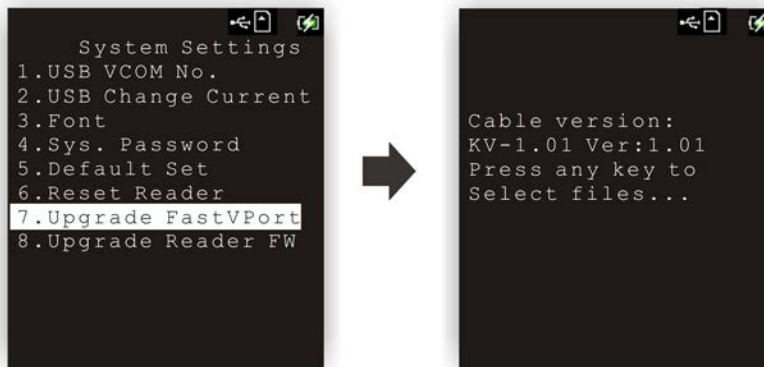 System Settings
1.USB VCOM No.
2.USB Change Current
3.Font
4.Sys. Password
5.Default Set
6.Reset Reader
7.Upgrade FastVPort
8.Upgrade Reader FW
Cable version:
KV-1.01 Ver:1.01
Press any key to
Select files...